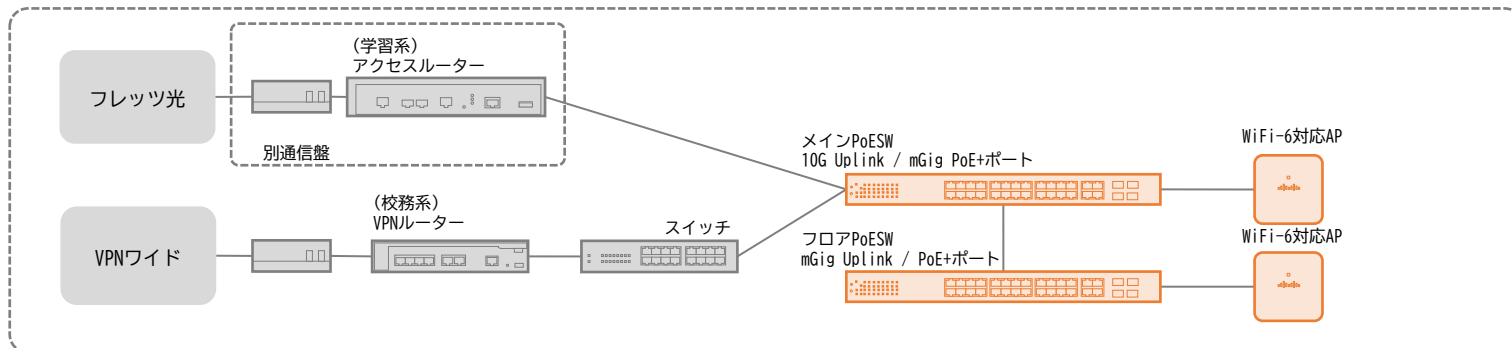 フレッツ光
(学習系)
アクセスルーター
別通信盤
VPNワイド
(校務系)
VPNルーター
スイッチ
メインPoESW
10G Uplink / mGig PoE+ポート
WiFi-6対応AP
フロアPoESW
mGig Uplink / PoE+ポート
WiFi-6対応AP